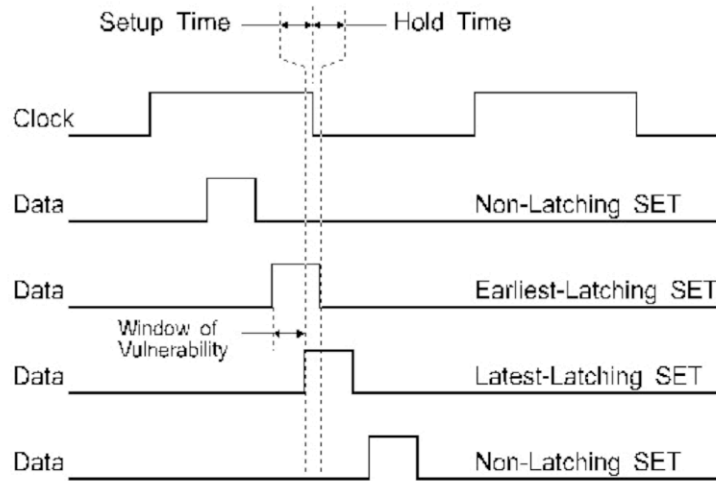 Setup Time
Hold Time
Clock
Data
Non-Latching SET
Data
Earliest-Latching SET
Window of
Vulnerability
Data
Latest-Latching SET
Data
Non-Latching SET